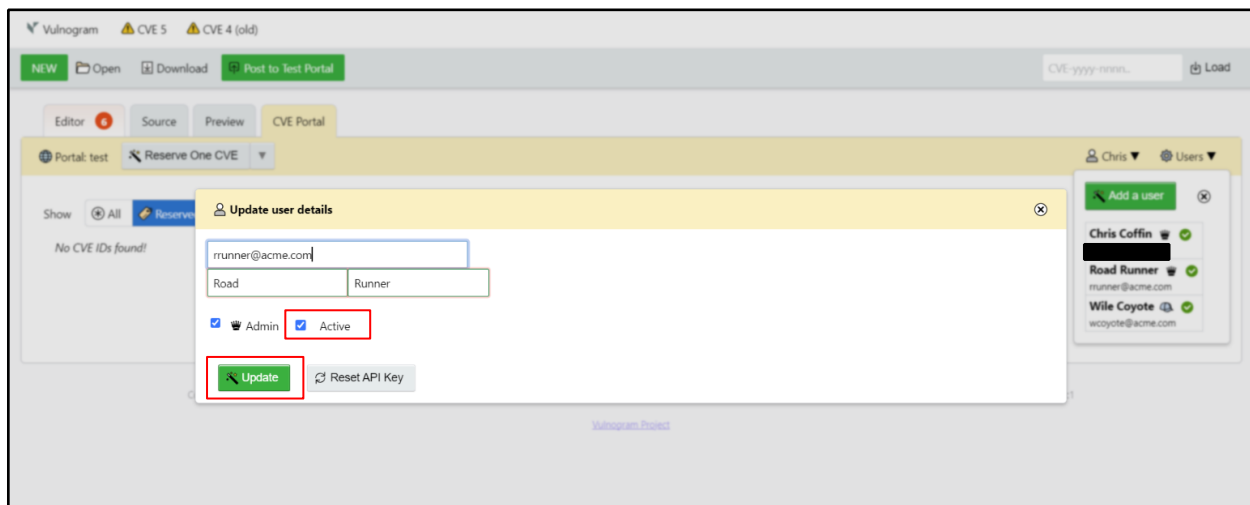 Vulnogram CVE 5 CVE 4 (old)
NEW Open Download Post to Test Portal CVE-yyyy-nnnn.. Load
Editor 6 Source Preview CVE Portal
Portal: test Reserve One CVE ▼ Chris ▼ Users ▼
Add a user
Show All Reserve
No CVE IDs found!
Update user details
rrunner@acme.com
Road Runner
Admin Active
Update Reset API Key
Chris Coffin
Road Runner
rrunner@acme.com
Wile Coyote
wcoyote@acme.com
Vulnogram Project